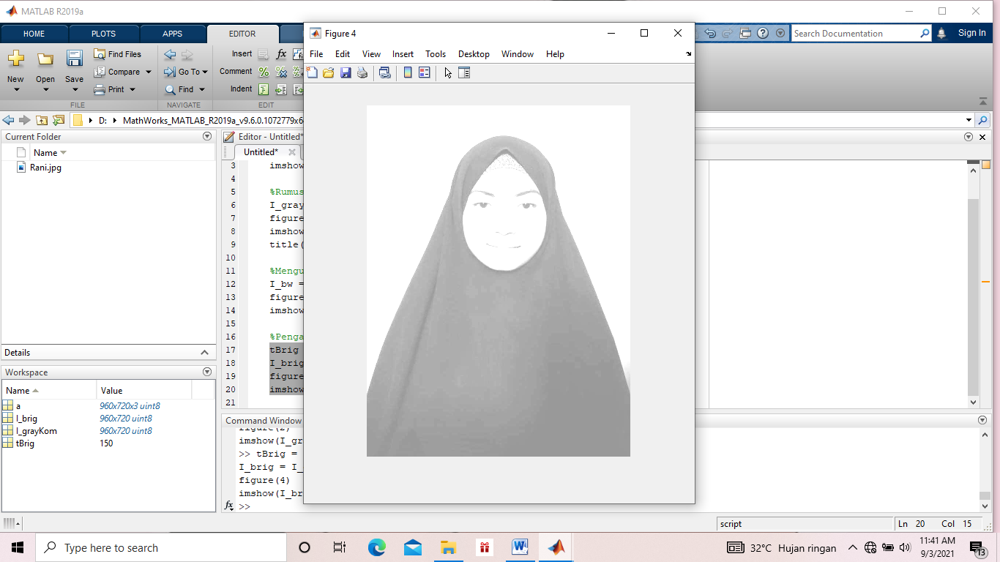 MATLAB R2019a
HOME PLOTS APPS EDITOR
Search Documentation
Sign In
New Open Save
Find Files
Compare
Print
Go To
Find
Insert
Comment
Indent
FILE NAVIGATE EDIT
D: MathWorks_MATLAB_R2019a_v9.6.0.1072779x6
Current Folder
Name
Rani.jpg
Details
Workspace
Name Value
a 960x720x3 uint8
I_brig 960x720 uint8
I_grayKom 960x720 uint8
tBrig 150
Editor - Untitled*
Untitled*
3 imshow
4
5 %Rumus
6 I_gray
7 figure
8 imshow
9 title(
10
11 %Mengu
12 I_bw =
13 figure
14 imshow
15
16 %Penga
17 tBrig
18 I_brig
19 figure
20 imshow
21
Command Window
figure(2)
imshow(I_gr
>> tBrig =
I_brig = I_
figure(4)
imshow(I_br
fx >>
Figure 4
File Edit View Insert Tools Desktop Window Help
script Ln 20 Col 15
Type here to search
32°C Hujan ringan
11:41 AM
9/3/2021
13